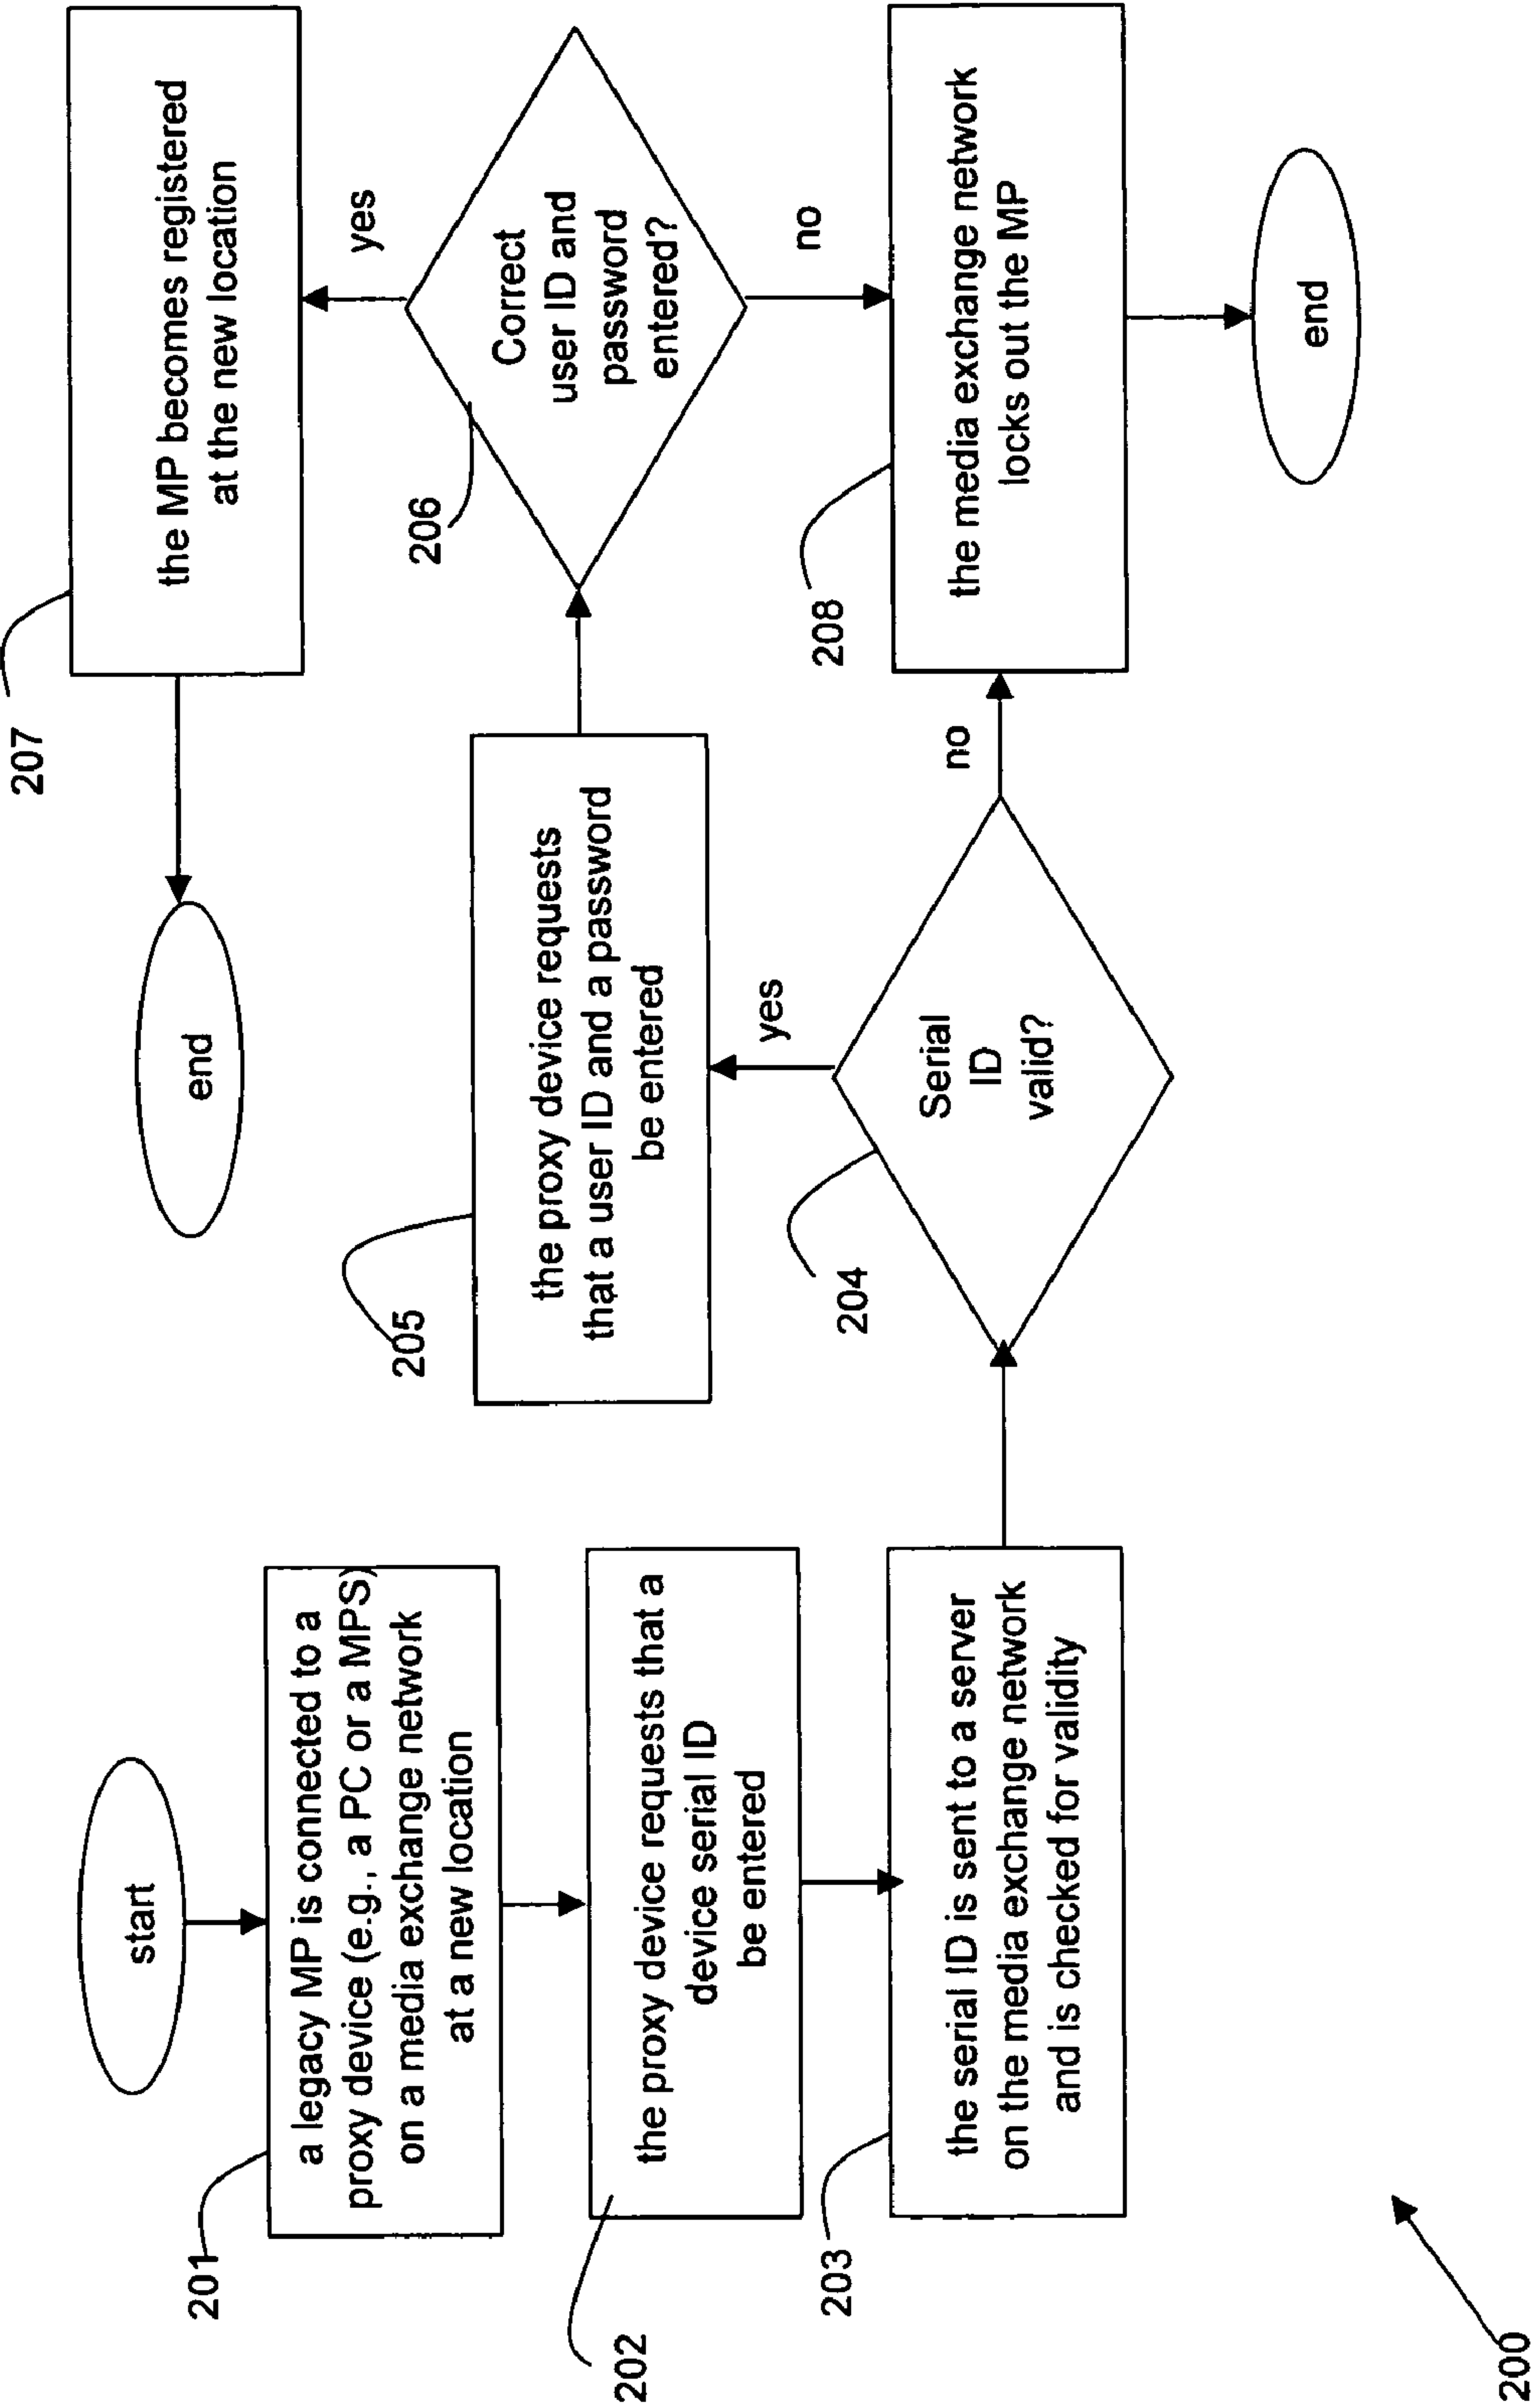 start
201
a legacy MP is connected to a
proxy device (e.g., a PC or a MPS)
on a media exchange network
at a new location
202
the proxy device requests that a
device serial ID
be entered
203
the serial ID is sent to a server
on the media exchange network
and is checked for validity
204
Serial
ID
valid?
yes
no
205
the proxy device requests
that a user ID and a password
be entered
206
Correct
user ID and
password
entered?
yes
no
207
the MP becomes registered
at the new location
end
208
the media exchange network
locks out the MP
end
200